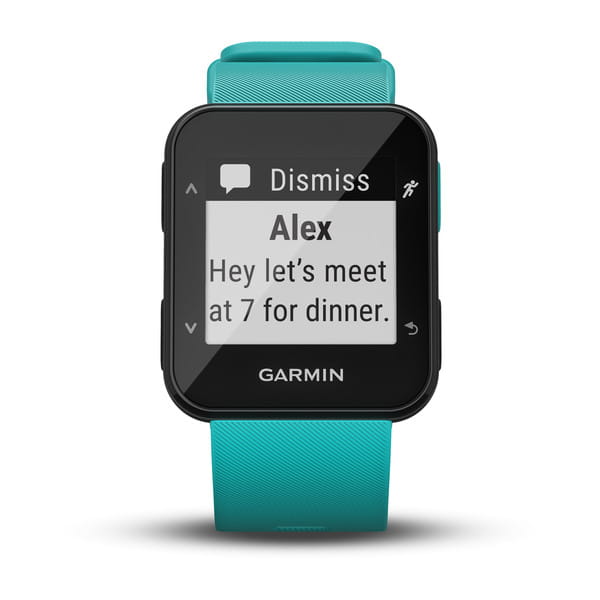 Dismiss
Alex
Hey let's meet
at 7 for dinner.
GARMIN